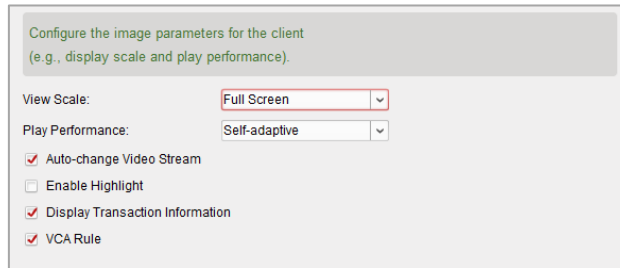 Configure the image parameters for the client
(e.g., display scale and play performance).
View Scale: Full Screen
Play Performance: Self-adaptive
Auto-change Video Stream
Enable Highlight
Display Transaction Information
VCA Rule